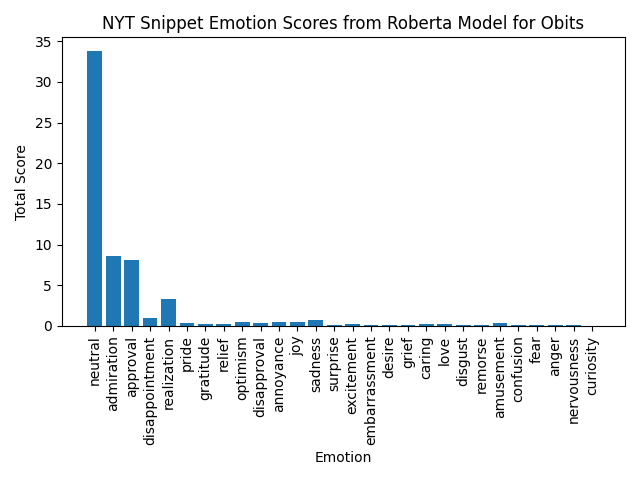 NYT Snippet Emotion Scores from Roberta Model for Obits
Total Score
35
30
25
20
15
10
5
0
neutral
admiration
approval
disappointment
realization
pride
gratitude
relief
optimism
disapproval
annoyance
joy
sadness
surprise
excitement
embarrassment
desire
grief
caring
love
disgust
remorse
amusement
confusion
fear
anger
nervousness
curiosity
Emotion